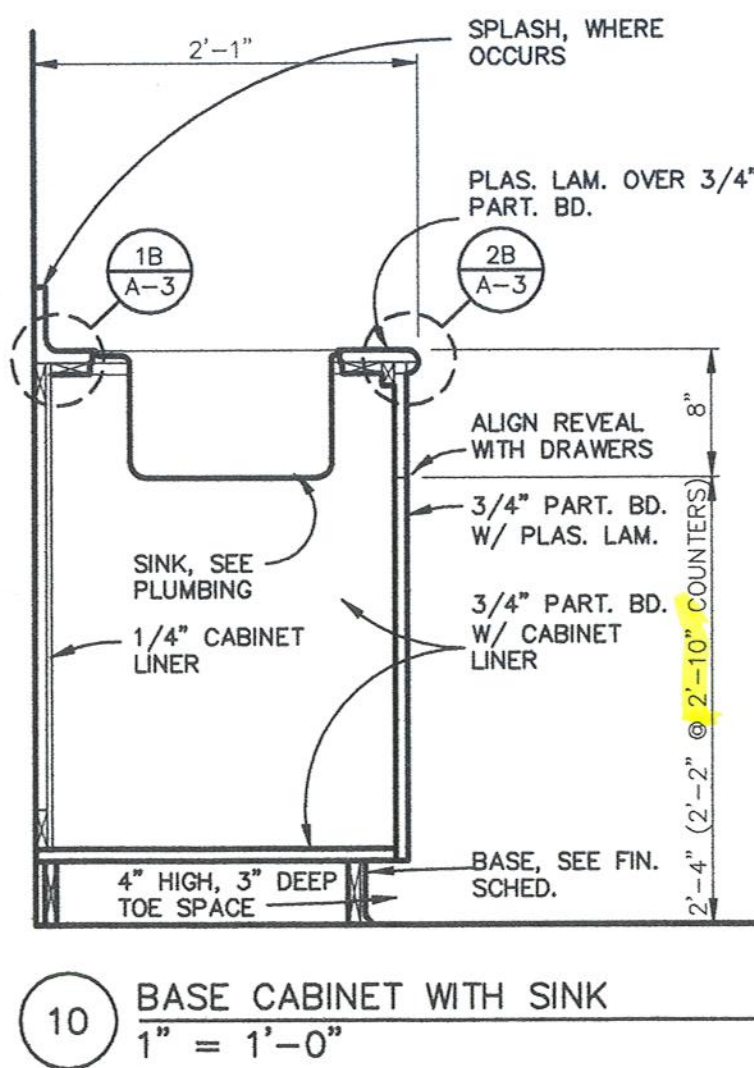 2'-1"
SPLASH, WHERE
OCCURS
PLAS. LAM. OVER 3/4"
PART. BD.
1B
A-3
2B
A-3
8"
ALIGN REVEAL
WITH DRAWERS
3/4" PART. BD.
W/ PLAS. LAM.
SINK, SEE
PLUMBING
3/4" PART. BD.
W/ CABINET
LINER
1/4" CABINET
LINER
2'-4" (2'-2" @ 2'-10" COUNTERS)
4" HIGH, 3" DEEP
TOE SPACE
BASE, SEE FIN.
SCHED.
10
BASE CABINET WITH SINK
1" = 1'-0"